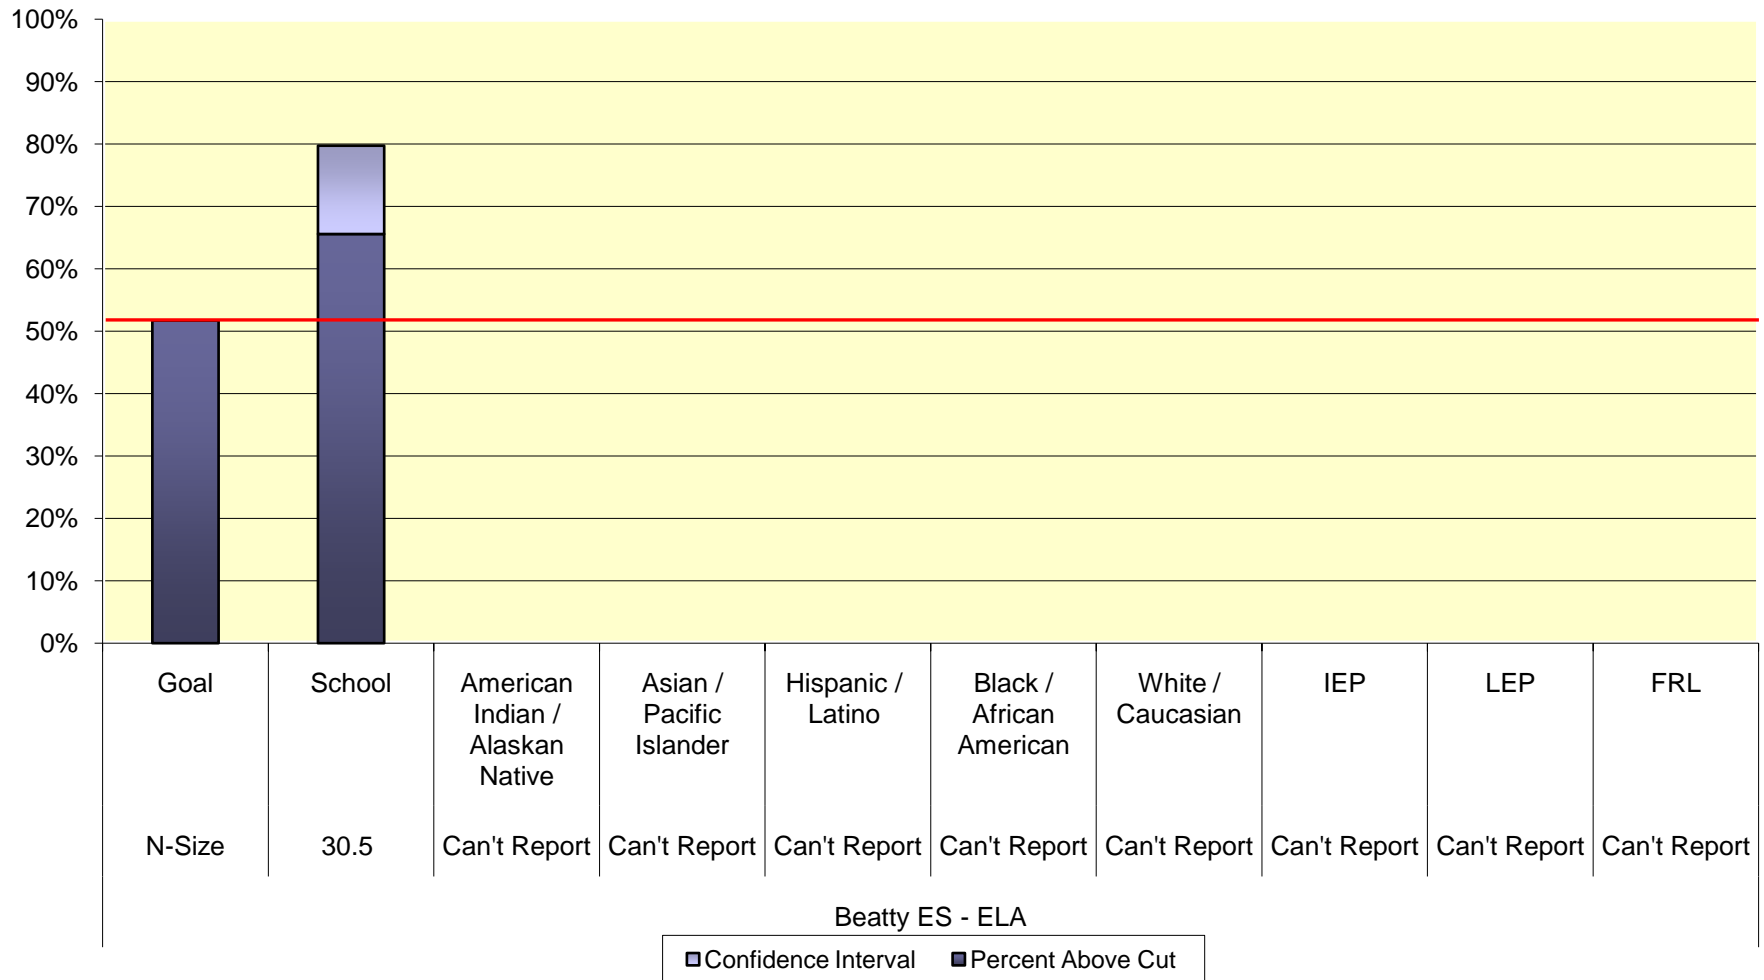 100%
90%
80%
70%
60%
50%
40%
30%
20%
10%
0%
Goal
School
American
Indian /
Alaskan
Native
Asian /
Pacific
Islander
Hispanic /
Latino
Black /
African
American
White /
Caucasian
IEP
LEP
FRL
N-Size
30.5
Can't Report
Can't Report
Can't Report
Can't Report
Can't Report
Can't Report
Can't Report
Can't Report
Beatty ES - ELA
Confidence Interval
Percent Above Cut